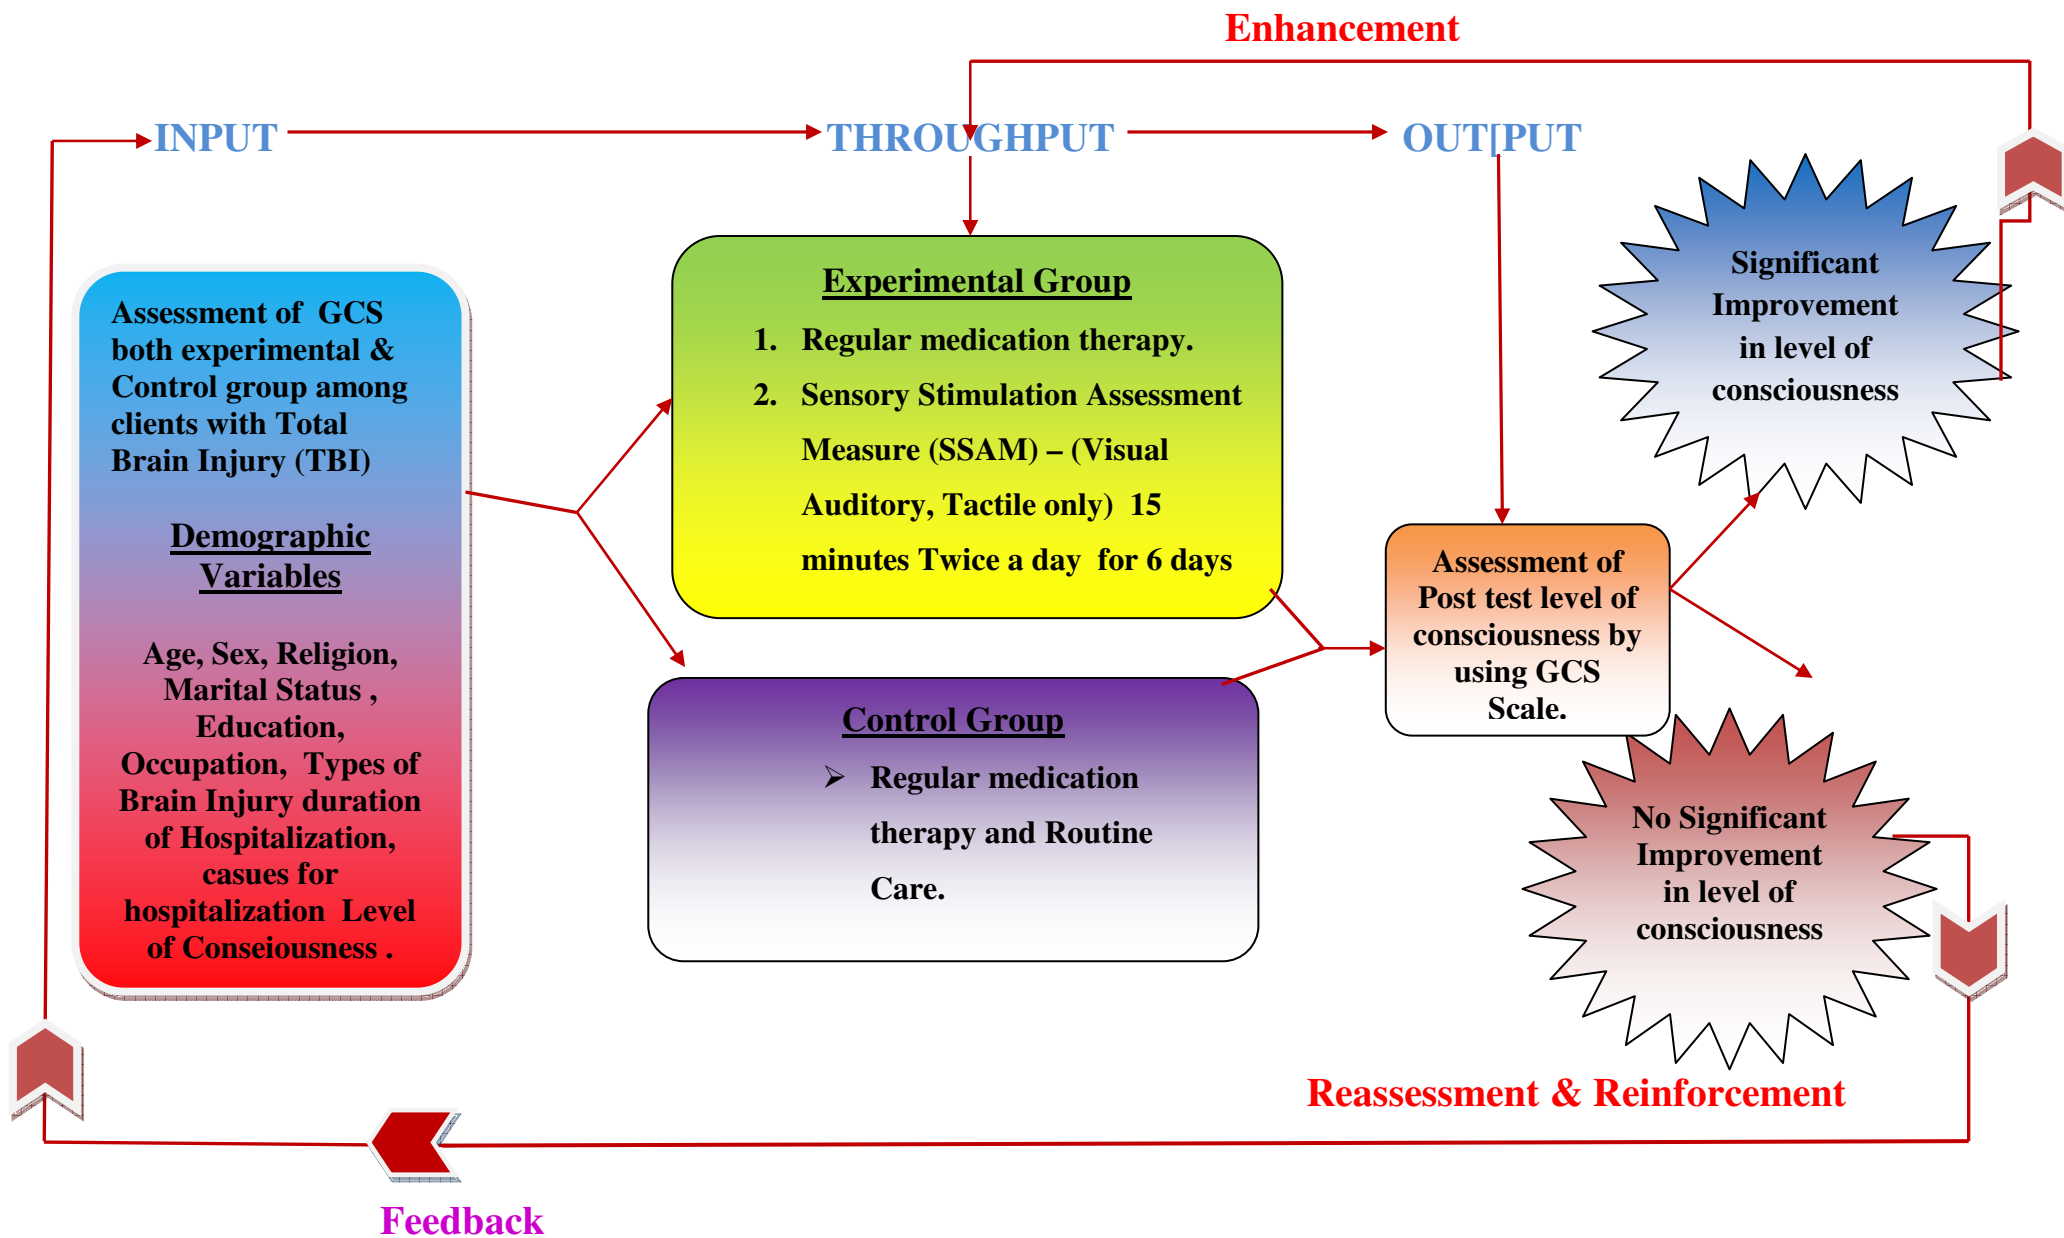 Enhancement
INPUT
THROUGHPUT
OUT[PUT
Assessment of GCS
both experimental &
Control group among
clients with Total
Brain Injury (TBI)
Demographic
Variables
Age, Sex, Religion,
Marital Status ,
Education,
Occupation, Types of
Brain Injury duration
of Hospitalization,
casues for
hospitalization Level
of Conseiousness .
Experimental Group
1. Regular medication therapy.
2. Sensory Stimulation Assessment
Measure (SSAM) – (Visual
Auditory, Tactile only) 15
minutes Twice a day for 6 days
Control Group
➢ Regular medication
therapy and Routine
Care.
Assessment of
Post test level of
consciousness by
using GCS
Scale.
Significant
Improvement
in level of
consciousness
No Significant
Improvement
in level of
consciousness
Reassessment & Reinforcement
Feedback